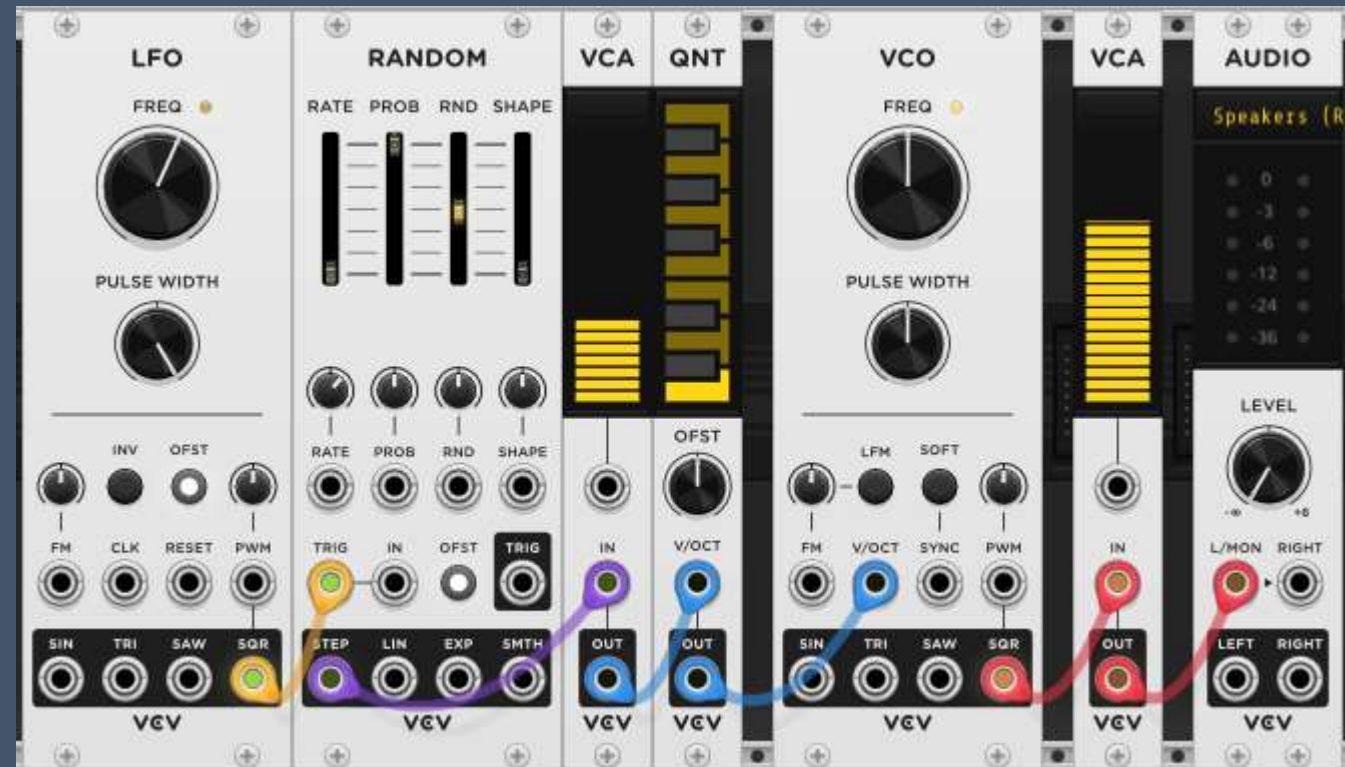 LFO RANDOM VCA QNT VCO VCA AUDIO
FREQ RATE PROB RND SHAPE FREQ Speakers (R
0
-3
-6
-12
-24
-36
PULSE WIDTH PULSE WIDTH
LEVEL
INV OFST RATE PROB RND SHAPE OFST LFM SOFT
-∞ +6
FM CLK RESET PWM TRIG IN OFST TRIG IN V/OCT FM V/OCT SYNC PWM IN L/MON RIGHT
SIN TRI SAW SQR STEP LIN EXP SMTH OUT OUT SIN TRI SAW SQR OUT LEFT RIGHT
VCV VCV VCV VCV VCV VCV VCV